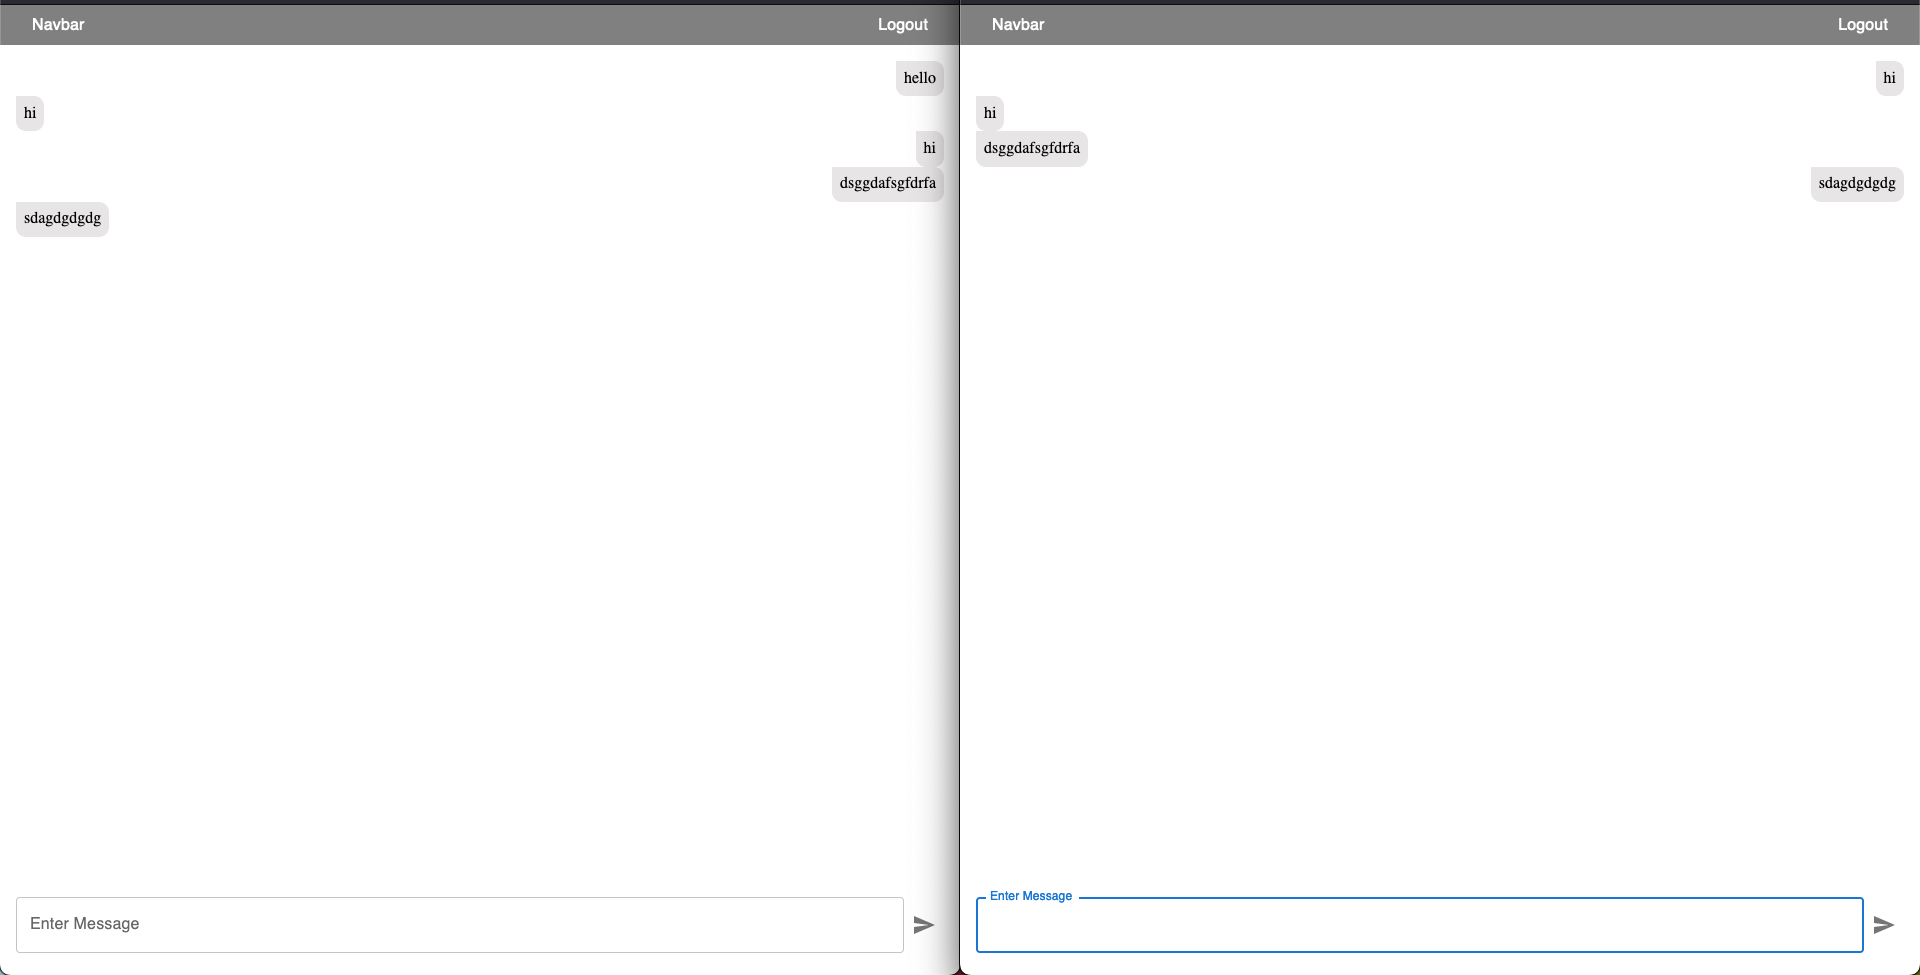 Navbar Logout
hello
hi
hi
dsggdafsgfdrfa
sdagdgdgdg
Enter Message
Navbar Logout
hi
hi
dsggdafsgfdrfa
sdagdgdgdg
Enter Message